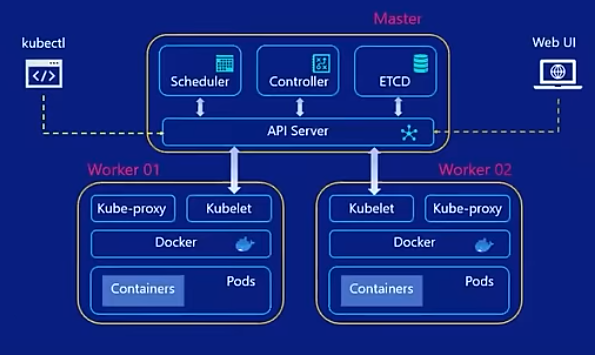 Master
kubectl
Web UI
Scheduler
Controller
ETCD
API Server
Worker 01
Worker 02
Kube-proxy
Kubelet
Kubelet
Kube-proxy
Docker
Docker
Containers
Pods
Containers
Pods